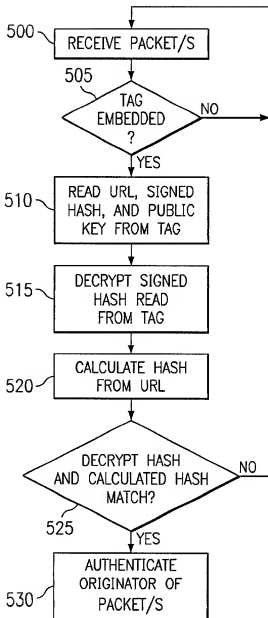 500
RECEIVE PACKET/S
505
TAG
EMBEDDED
?
NO
YES
510
READ URL, SIGNED
HASH, AND PUBLIC
KEY FROM TAG
515
DECRYPT SIGNED
HASH READ
FROM TAG
520
CALCULATE HASH
FROM URL
DECRYPT HASH
AND CALCULATED HASH
MATCH?
NO
525
YES
530
AUTHENTICATE
ORIGINATOR OF
PACKET/S